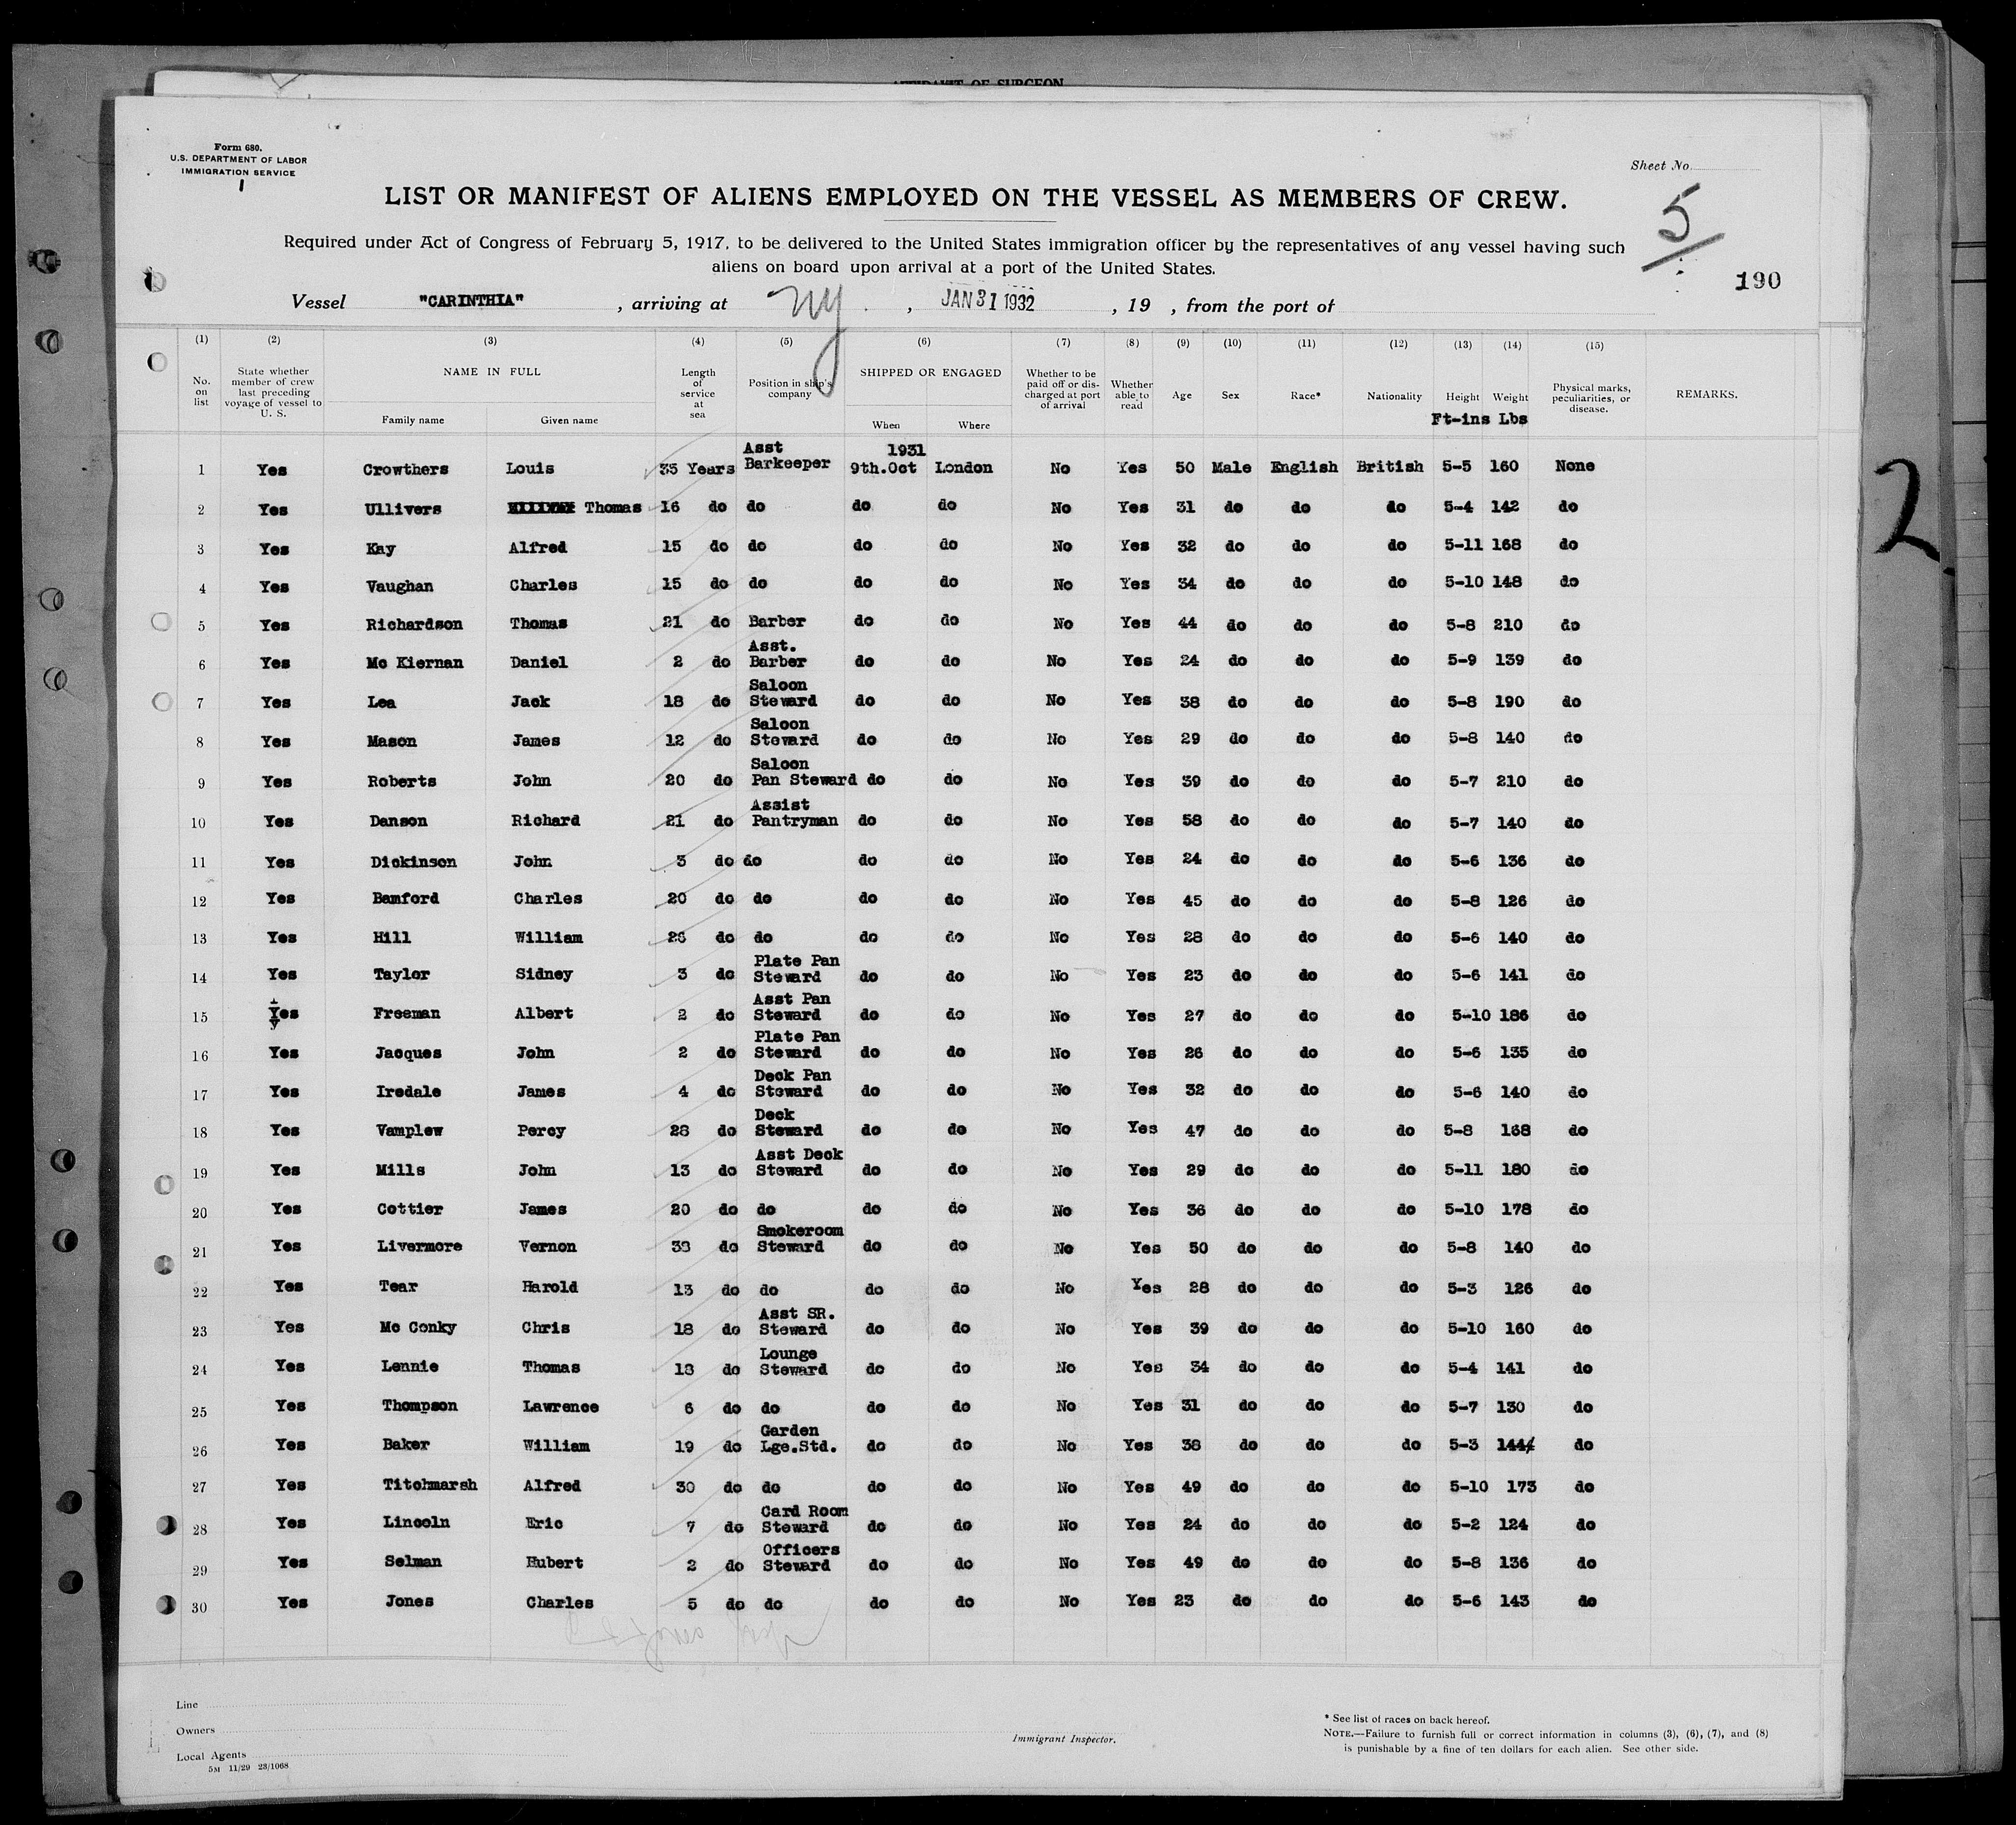 AFFIDAVIT OF SURGEON
Form 680.
U.S. DEPARTMENT OF LABOR
IMMIGRATION SERVICE
1
Sheet No.
5
LIST OR MANIFEST OF ALIENS EMPLOYED ON THE VESSEL AS MEMBERS OF CREW.
Required under Act of Congress of February 5, 1917, to be delivered to the United States immigration officer by the representatives of any vessel having such
aliens on board upon arrival at a port of the United States.
190
Vessel "CARINTHIA" , arriving at NY , JAN 31 1932 , 19 , from the port of
(1) (2) (3) (4) (5) (6) (7) (8) (9) (10) (11) (12) (13) (14) (15)
No. on list State whether member of crew last preceding voyage of vessel to U. S. NAME IN FULL Family name Given name Length of service at sea Position in ship's company SHIPPED OR ENGAGED When Where Whether to be paid off or discharged at port of arrival Whether able to read Age Sex Race* Nationality Height Ft-ins Weight Lbs Physical marks, peculiarities, or disease. REMARKS.
1 Yes Crowthers Louis 33 Years Asst Barkeeper 1931 9th.Oct London No Yes 50 Male English British 5-5 160 None
2 Yes Ullivers Thomas 16 do do do do No Yes 31 do do do 5-4 142 do
3 Yes Kay Alfred 15 do do do do No Yes 32 do do do 5-11 168 do
4 Yes Vaughan Charles 15 do do do do No Yes 34 do do do 5-10 148 do
5 Yes Richardson Thomas 21 do Barber do do No Yes 44 do do do 5-8 210 do
6 Yes Mc Kiernan Daniel 2 do Asst. Barber do do No Yes 24 do do do 5-9 139 do
7 Yes Lea Jack 18 do Saloon Steward do do No Yes 38 do do do 5-8 190 do
8 Yes Mason James 12 do Saloon Steward do do No Yes 29 do do do 5-8 140 do
9 Yes Roberts John 20 do Saloon Pan Steward do do No Yes 39 do do do 5-7 210 do
10 Yes Danson Richard 21 do Assist Pantryman do do No Yes 58 do do do 5-7 140 do
11 Yes Dickinson John 3 do do do do No Yes 24 do do do 5-6 136 do
12 Yes Bamford Charles 20 do do do do No Yes 45 do do do 5-8 126 do
13 Yes Hill William do do do do No Yes 28 do do do 5-6 140 do
14 Yes Taylor Sidney 3 do Plate Pan Steward do do No Yes 23 do do do 5-6 141 do
15 Yes Freeman Albert 2 do Asst Pan Steward do do No Yes 27 do do do 5-10 186 do
16 Yes Jacques John 2 do Plate Pan Steward do do No Yes 26 do do do 5-6 135 do
17 Yes Iredale James 4 do Deck Pan Steward do do No Yes 32 do do do 5-6 140 do
18 Yes Vamplew Percy 28 do Deck Steward do do No Yes 47 do do do 5-8 168 do
19 Yes Mills John 13 do Asst Deck Steward do do No Yes 29 do do do 5-11 180 do
20 Yes Cottier James 20 do do do do No Yes 36 do do do 5-10 178 do
21 Yes Livermore Vernon do Smokeroom Steward do do No Yes 50 do do do 5-8 140 do
22 Yes Tear Harold 13 do do do do No Yes 28 do do do 5-3 126 do
23 Yes Mc Conky Chris 18 do Asst SR. Steward do do No Yes 39 do do do 5-10 160 do
24 Yes Lennie Thomas 18 do Lounge Steward do do No Yes 34 do do do 5-4 141 do
25 Yes Thompson Lawrence 6 do do do do No Yes 31 do do do 5-7 130 do
26 Yes Baker William 19 do Garden Lge.Std. do do No Yes 38 do do do 5-3 144 do
27 Yes Titchmarsh Alfred 30 do do do do No Yes 49 do do do 5-10 173 do
28 Yes Lincoln Eric 7 do Card Room Steward do do No Yes 24 do do do 5-2 124 do
29 Yes Selman Hubert 2 do Officers Steward do do No Yes 49 do do do 5-8 136 do
30 Yes Jones Charles 5 do do do do No Yes 23 do do do 5-6 143 do
2
Line
Owners
Local Agents
5M 11/29 23/1068
Immigrant Inspector.
* See list of races on back hereof.
NOTE.—Failure to furnish full or correct information in columns (3), (6), (7), and (8)
is punishable by a fine of ten dollars for each alien. See other side.